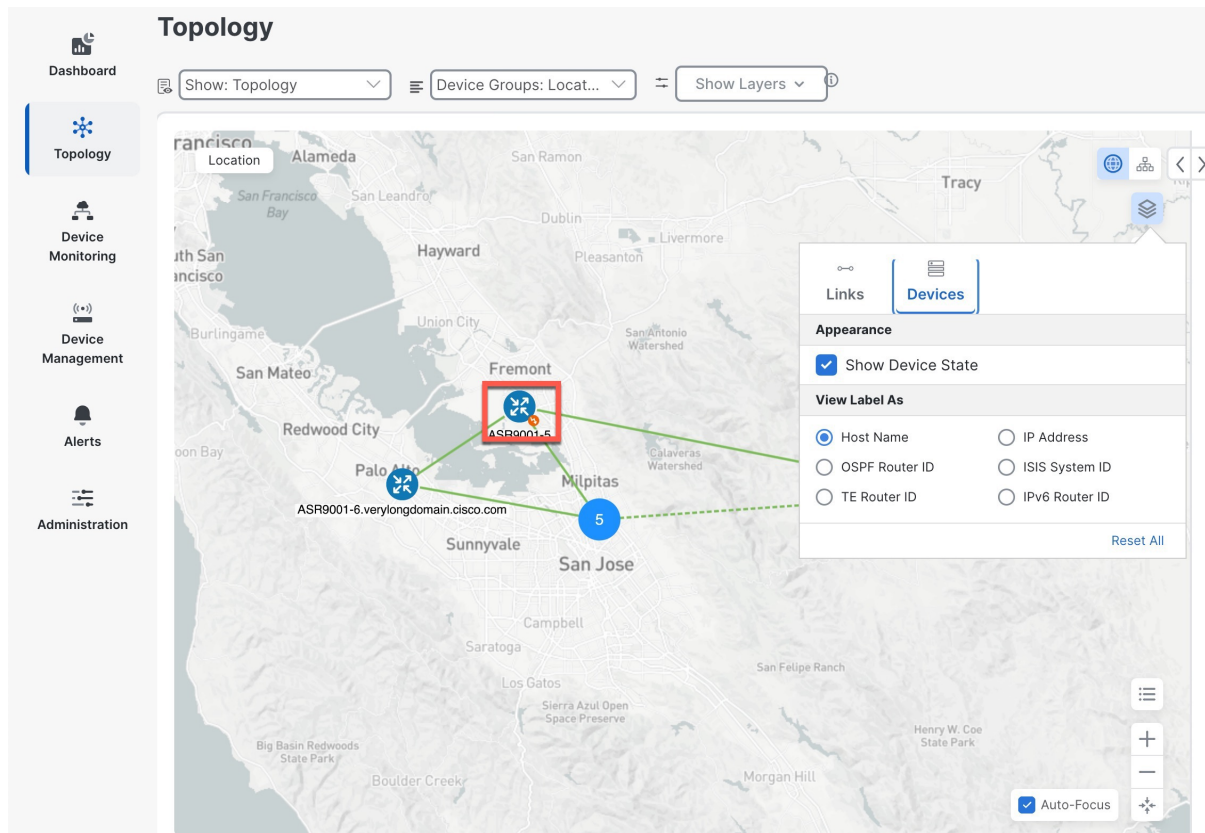 Topology
Dashboard
Topology
Device
Monitoring
Device
Management
Alerts
Administration
Show: Topology
Device Groups: Locat...
Show Layers
Location
rancisco
Alameda
San Ramon
Tracy
San Francisco
Bay
San Leandro
Dublin
Livermore
Hayward
Pleasanton
uth San
ancisco
Union City
Burlingame
San Antonio
Watershed
San Mateo
Fremont
ASR9001-5
Redwood City
oon Bay
Calaveras
Watershed
Palo Alto
Milpitas
ASR9001-6.verylongdomain.cisco.com
5
Sunnyvale
San Jose
Campbell
Saratoga
San Felipe Ranch
Los Gatos
Sierra Azul Open
Space Preserve
Henry W. Coe
State Park
Big Basin Redwoods
State Park
Boulder Creek
Morgan Hill
Links
Devices
Appearance
Show Device State
View Label As
Host Name
IP Address
OSPF Router ID
ISIS System ID
TE Router ID
IPv6 Router ID
Reset All
Auto-Focus